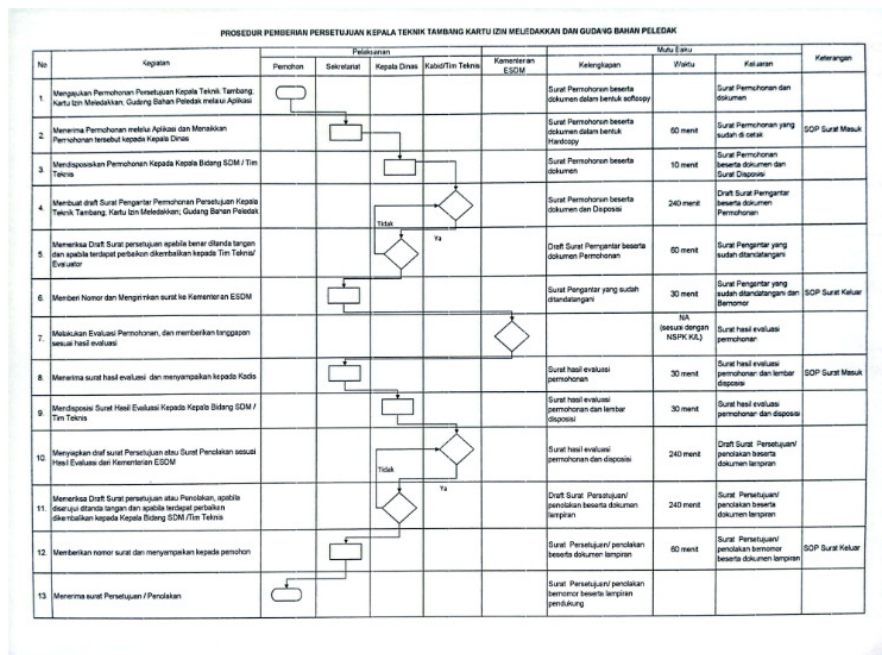 PROSEDUR PEMBERIAN PERSETUJUAN KEPALA TEKNIK TAMBANG KARTU IZIN MELEDAKKAN DAN GUDANG BAHAN PELEDAK
No
Kegiatan
Pelaksanaan
Mutu Baku
Keterangan
Pemohon
Sekretariat
Kepala Dinas
Kabid/Tim Teknis
Kementerian
ESDM
Kelengkapan
Waktu
Keluaran
1.
Mengajukan Permohonan Persetujuan Kepala Teknik Tambang;
Kartu Izin Meledakkan; Gudang Bahan Peledak melalui Aplikasi
Surat Permohonan beserta
dokumen dalam bentuk softcopy
Surat Permohonan dan
dokumen
2.
Menerima Permohonan melalui Aplikasi dan Menaikkan
Permohonan tersebut kepada Kepala Dinas
Surat Permohonan beserta
dokumen dalam bentuk
Hardcopy
60 menit
Surat Permohonan yang
sudah di cetak
SOP Surat Masuk
3.
Mendisposisikan Permohonan Kepada Kepala Bidang SDM / Tim
Teknis
Surat Permohonan beserta
dokumen
10 menit
Surat Permohonan
beserta dokumen dan
Surat Disposisi
4.
Membuat draft Surat Pengantar Permohonan Persetujuan Kepala
Teknik Tambang; Kartu Izin Meledakkan; Gudang Bahan Peledak
Surat Permohonan beserta
dokumen dan Disposisi
240 menit
Draft Surat Pemgantar
beserta dokumen
Permohonan
Tidak
Ya
5.
Memeriksa Draft Surat persetujuan apabila benar ditanda tangan
dan apabila terdapat perbaikan dikembalikan kepada Tim Teknis/
Evaluator
Draft Surat Pemgantar beserta
dokumen Permohonan
60 menit
Surat Pengantar yang
sudah ditandatangani
6.
Memberi Nomor dan Mengirimkan surat ke Kementerian ESDM
Surat Pengantar yang sudah
ditandatangani
30 menit
Surat Pengantar yang
sudah ditandatangani dan
Bernomor
SOP Surat Keluar
7.
Melakukan Evaluasi Permohonan, dan memberikan tanggapan
sesuai hasil evaluasi
NA
(sesuai dengan
NSPK K/L)
Surat hasil evaluasi
permohonan
8.
Menerima surat hasil evaluasi dan menyampaikan kepada Kadis
Surat hasil evaluasi
permohonan
30 menit
Surat hasil evaluasi
permohonan dan lembar
disposisi
SOP Surat Masuk
9.
Mendisposisi Surat Hasil Evaluasi Kepada Kepala Bidang SDM /
Tim Teknis
Surat hasil evaluasi
permohonan dan lembar
disposisi
30 menit
Surat hasil evaluasi
permohonan dan disposisi
10.
Menyiapkan draf surat Persetujuan atau Surat Penolakan sesuai
Hasil Evaluasi dari Kementerian ESDM
Surat hasil evaluasi
permohonan dan disposisi
240 menit
Draft Surat Persetujuan/
penolakan beserta
dokumen lampiran
Tidak
Ya
11.
Memeriksa Draft Surat persetujuan atau Penolakan, apabila
disetujui ditanda tangan dan apabila terdapat perbaikan
dikembalikan kepada Kepala Bidang SDM /Tim Teknis
Draft Surat Persetujuan/
penolakan beserta dokumen
lampiran
240 menit
Surat Persetujuan/
penolakan beserta
dokumen lampiran
12.
Memberikan nomor surat dan menyampaikan kepada pemohon
Surat Persetujuan/ penolakan
beserta dokumen lampiran
60 menit
Surat Persetujuan/
penolakan bernomor
beserta dokumen lampiran
SOP Surat Keluar
13.
Menerima surat Persetujuan / Penolakan
Surat Persetujuan/ penolakan
bernomor beserta lampiran
pendukung